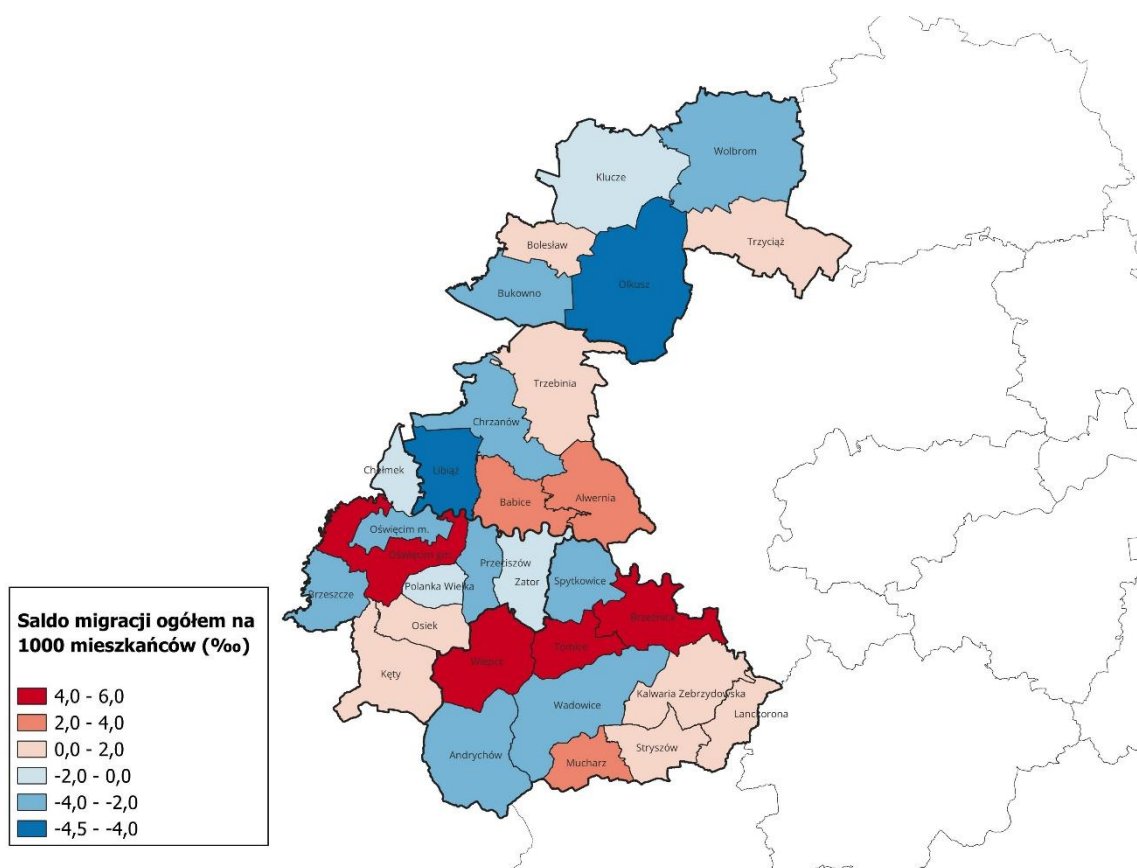 Wolbrom
Klucze
Bolesław
Trzyciąż
Olkusz
Bukowno
Trzebinia
Chrzanów
Chełmek
Libiąż
Babice
Alwernia
Oświęcim m.
Oświęcim gm.
Przeciszów
Zator
Spytkowice
Polanka Wielka
Brzeszcze
Brzeźnica
Osiek
Wieprz
Tomice
Kęty
Kalwaria Zebrzydowska
Wadowice
Lanckorona
Stryszów
Andrychów
Mucharz
Saldo migracji ogółem na
1000 mieszkańców (‰)
4,0 - 6,0
2,0 - 4,0
0,0 - 2,0
-2,0 - 0,0
-4,0 - -2,0
-4,5 - -4,0